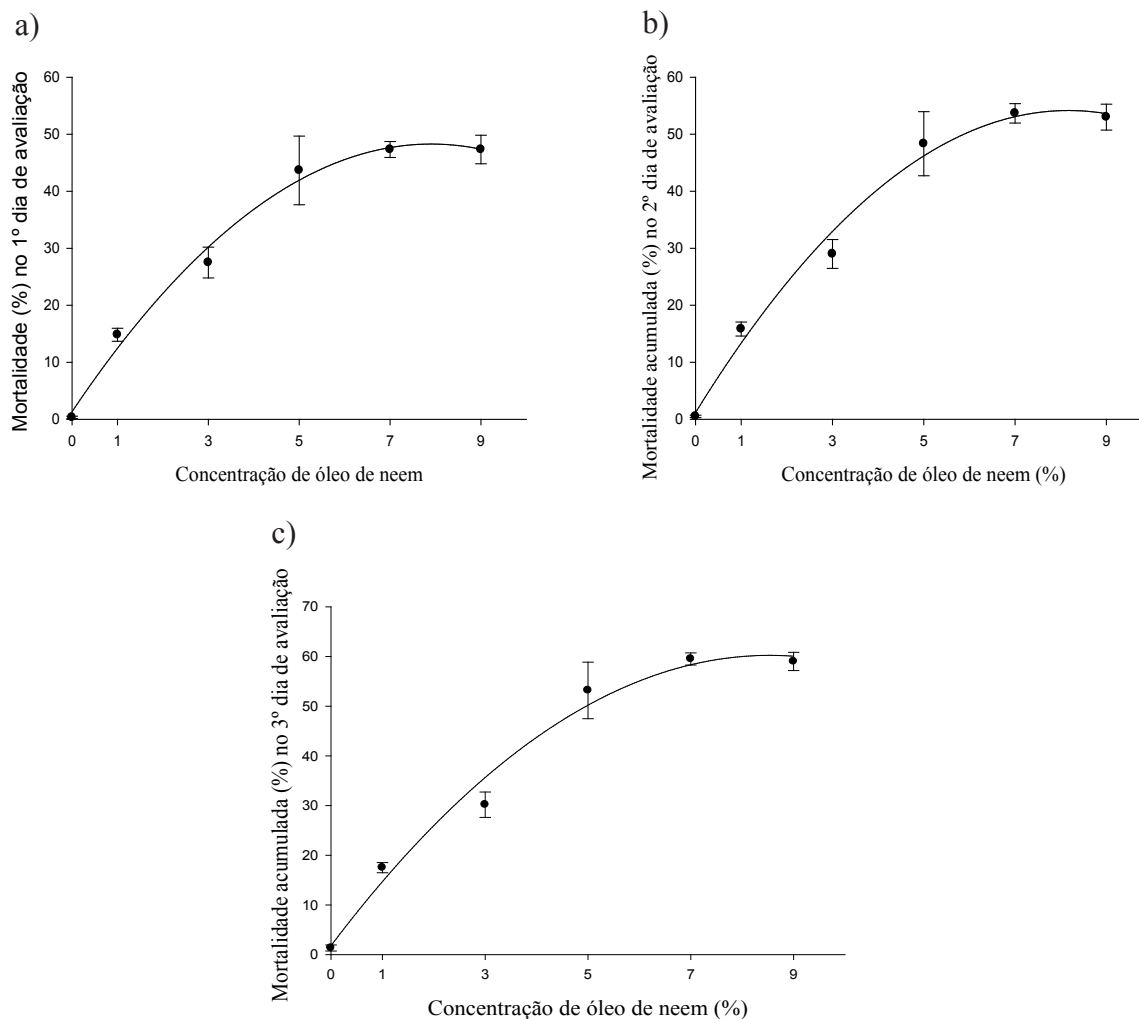 a)
Mortalidade (%) no 1º dia de avaliação
60
50
40
30
20
10
0
0 1 3 5 7 9
Concentração de óleo de neem
b)
Mortalidade acumulada (%) no 2º dia de avaliação
60
50
40
30
20
10
0
0 1 3 5 7 9
Concentração de óleo de neem (%)
c)
Mortalidade acumulada (%) no 3º dia de avaliação
70
60
50
40
30
20
10
0
0 1 3 5 7 9
Concentração de óleo de neem (%)